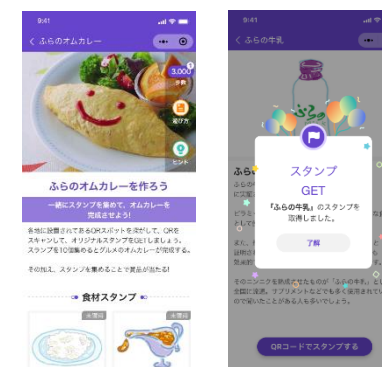 9:41
ふらのオムカレー
3,000
歩数
遊び方
ヒント
ふらのオムカレーを作ろう
一緒にスタンプを集めて、オムカレーを
完成させよう!
各地に設置されてあるQRスポットを探がして、QRを
スキャンして、オリジナルスタンプをGETしましょう。
スタンプを10個集めるとグルメのオムカレーが完成する。
その加え、スタンプを集めることで賞品が当たる!
食材スタンプ
未獲得
未獲得
9:41
ふらの牛乳
スタンプ
GET
「ふらの牛乳」のスタンプを
取得しました。
了解
QRコードでスタンプする